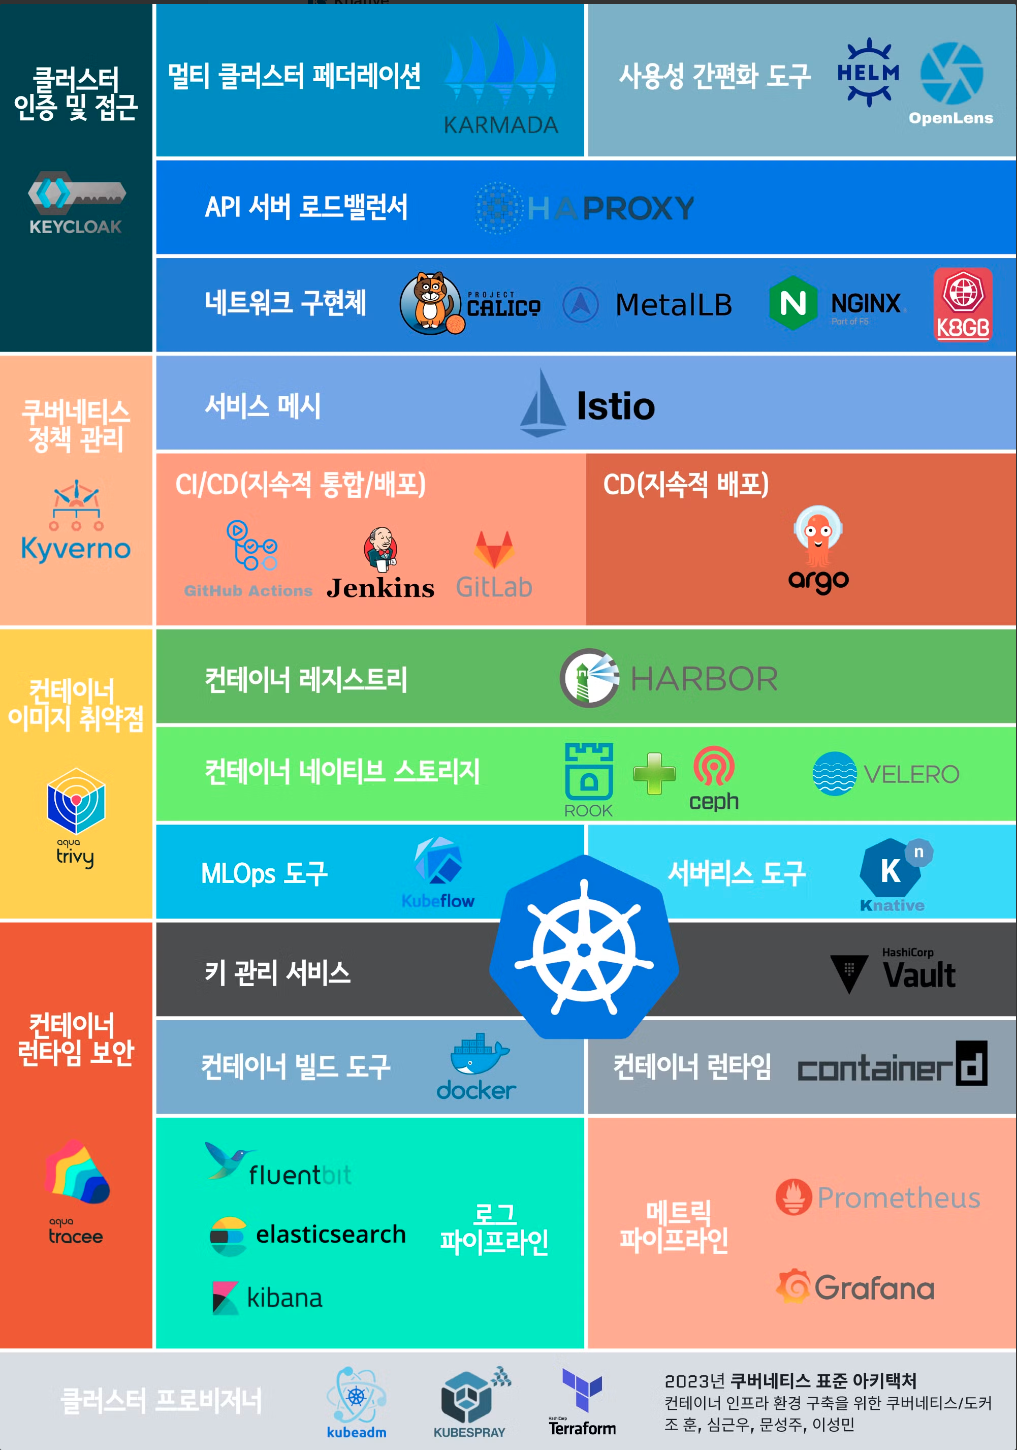 클러스터
인증 및 접근
KEYCLOAK
멀티 클러스터 페더레이션
KARMADA
사용성 간편화 도구
HELM
OpenLens
API 서버 로드밸런서
HAPROXY
네트워크 구현체
PROJECT
CALICO
MetalLB
N
NGINX
Part of F5
K8GB
쿠버네티스
정책 관리
Kyverno
서비스 메시
Istio
CI/CD(지속적 통합/배포)
GitHub Actions
Jenkins
GitLab
CD(지속적 배포)
argo
컨테이너
이미지 취약점
aqua
trivy
컨테이너 레지스트리
HARBOR
컨테이너 네이티브 스토리지
ROOK
ceph
VELERO
MLOps 도구
Kubeflow
서버리스 도구
K
n
Knative
컨테이너
런타임 보안
aqua
tracee
키 관리 서비스
HashiCorp
Vault
컨테이너 빌드 도구
docker
컨테이너 런타임
containerd
fluentbit
elasticsearch
kibana
로그
파이프라인
메트릭
파이프라인
Prometheus
Grafana
클러스터 프로비저너
kubeadm
KUBESPRAY
HashiCorp
Terraform
2023년 쿠버네티스 표준 아키텍처
컨테이너 인프라 환경 구축을 위한 쿠버네티스/도커
조 훈, 심근우, 문성주, 이성민